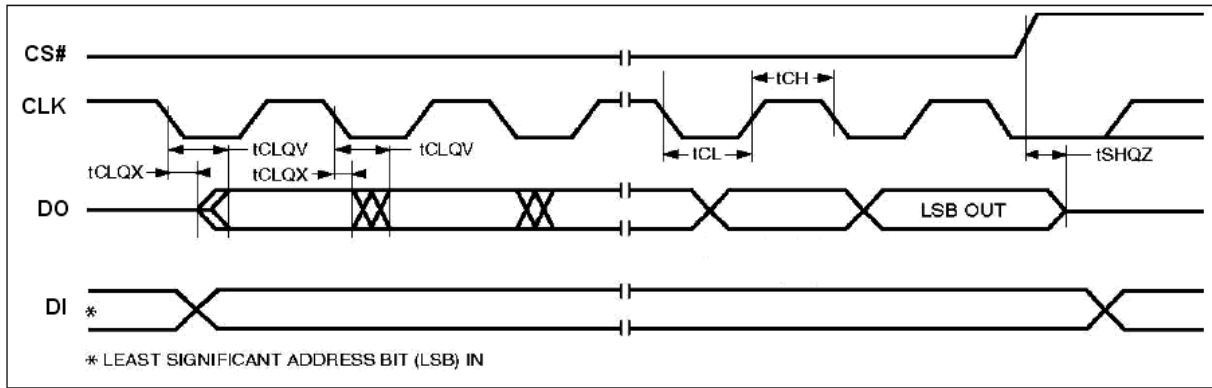 CS#
tCH
CLK
tCLQV
tCLQV
tCL
tSHQZ
tCLQX
tCLQX
DO
LSB OUT
DI
*
* LEAST SIGNIFICANT ADDRESS BIT (LSB) IN